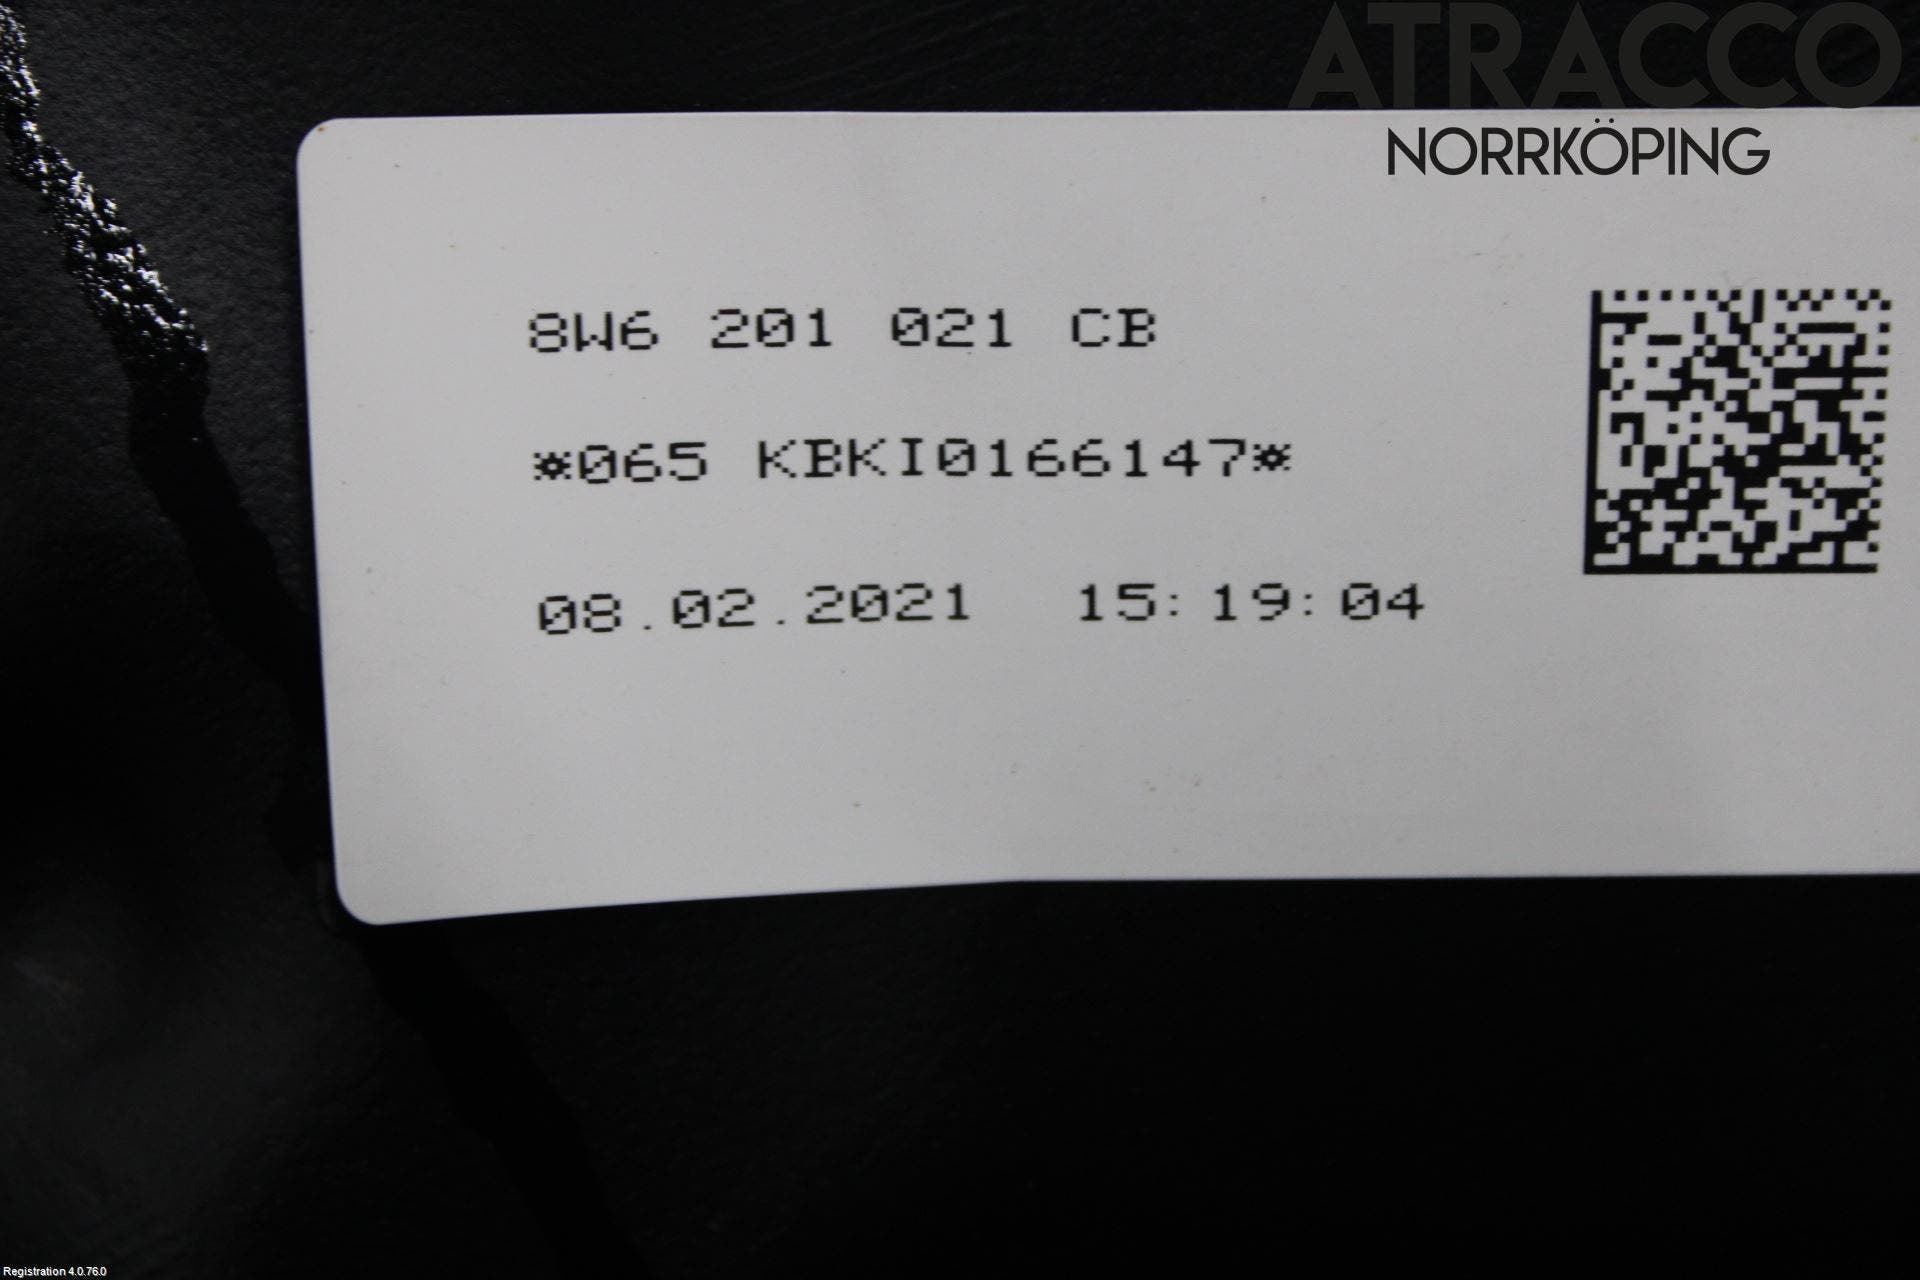 ATRACCO
NORRKÖPING
8W6 201 021 CB
*065 KBKI0166147*
08.02.2021 15:19:04
Registration 4.0.76.0